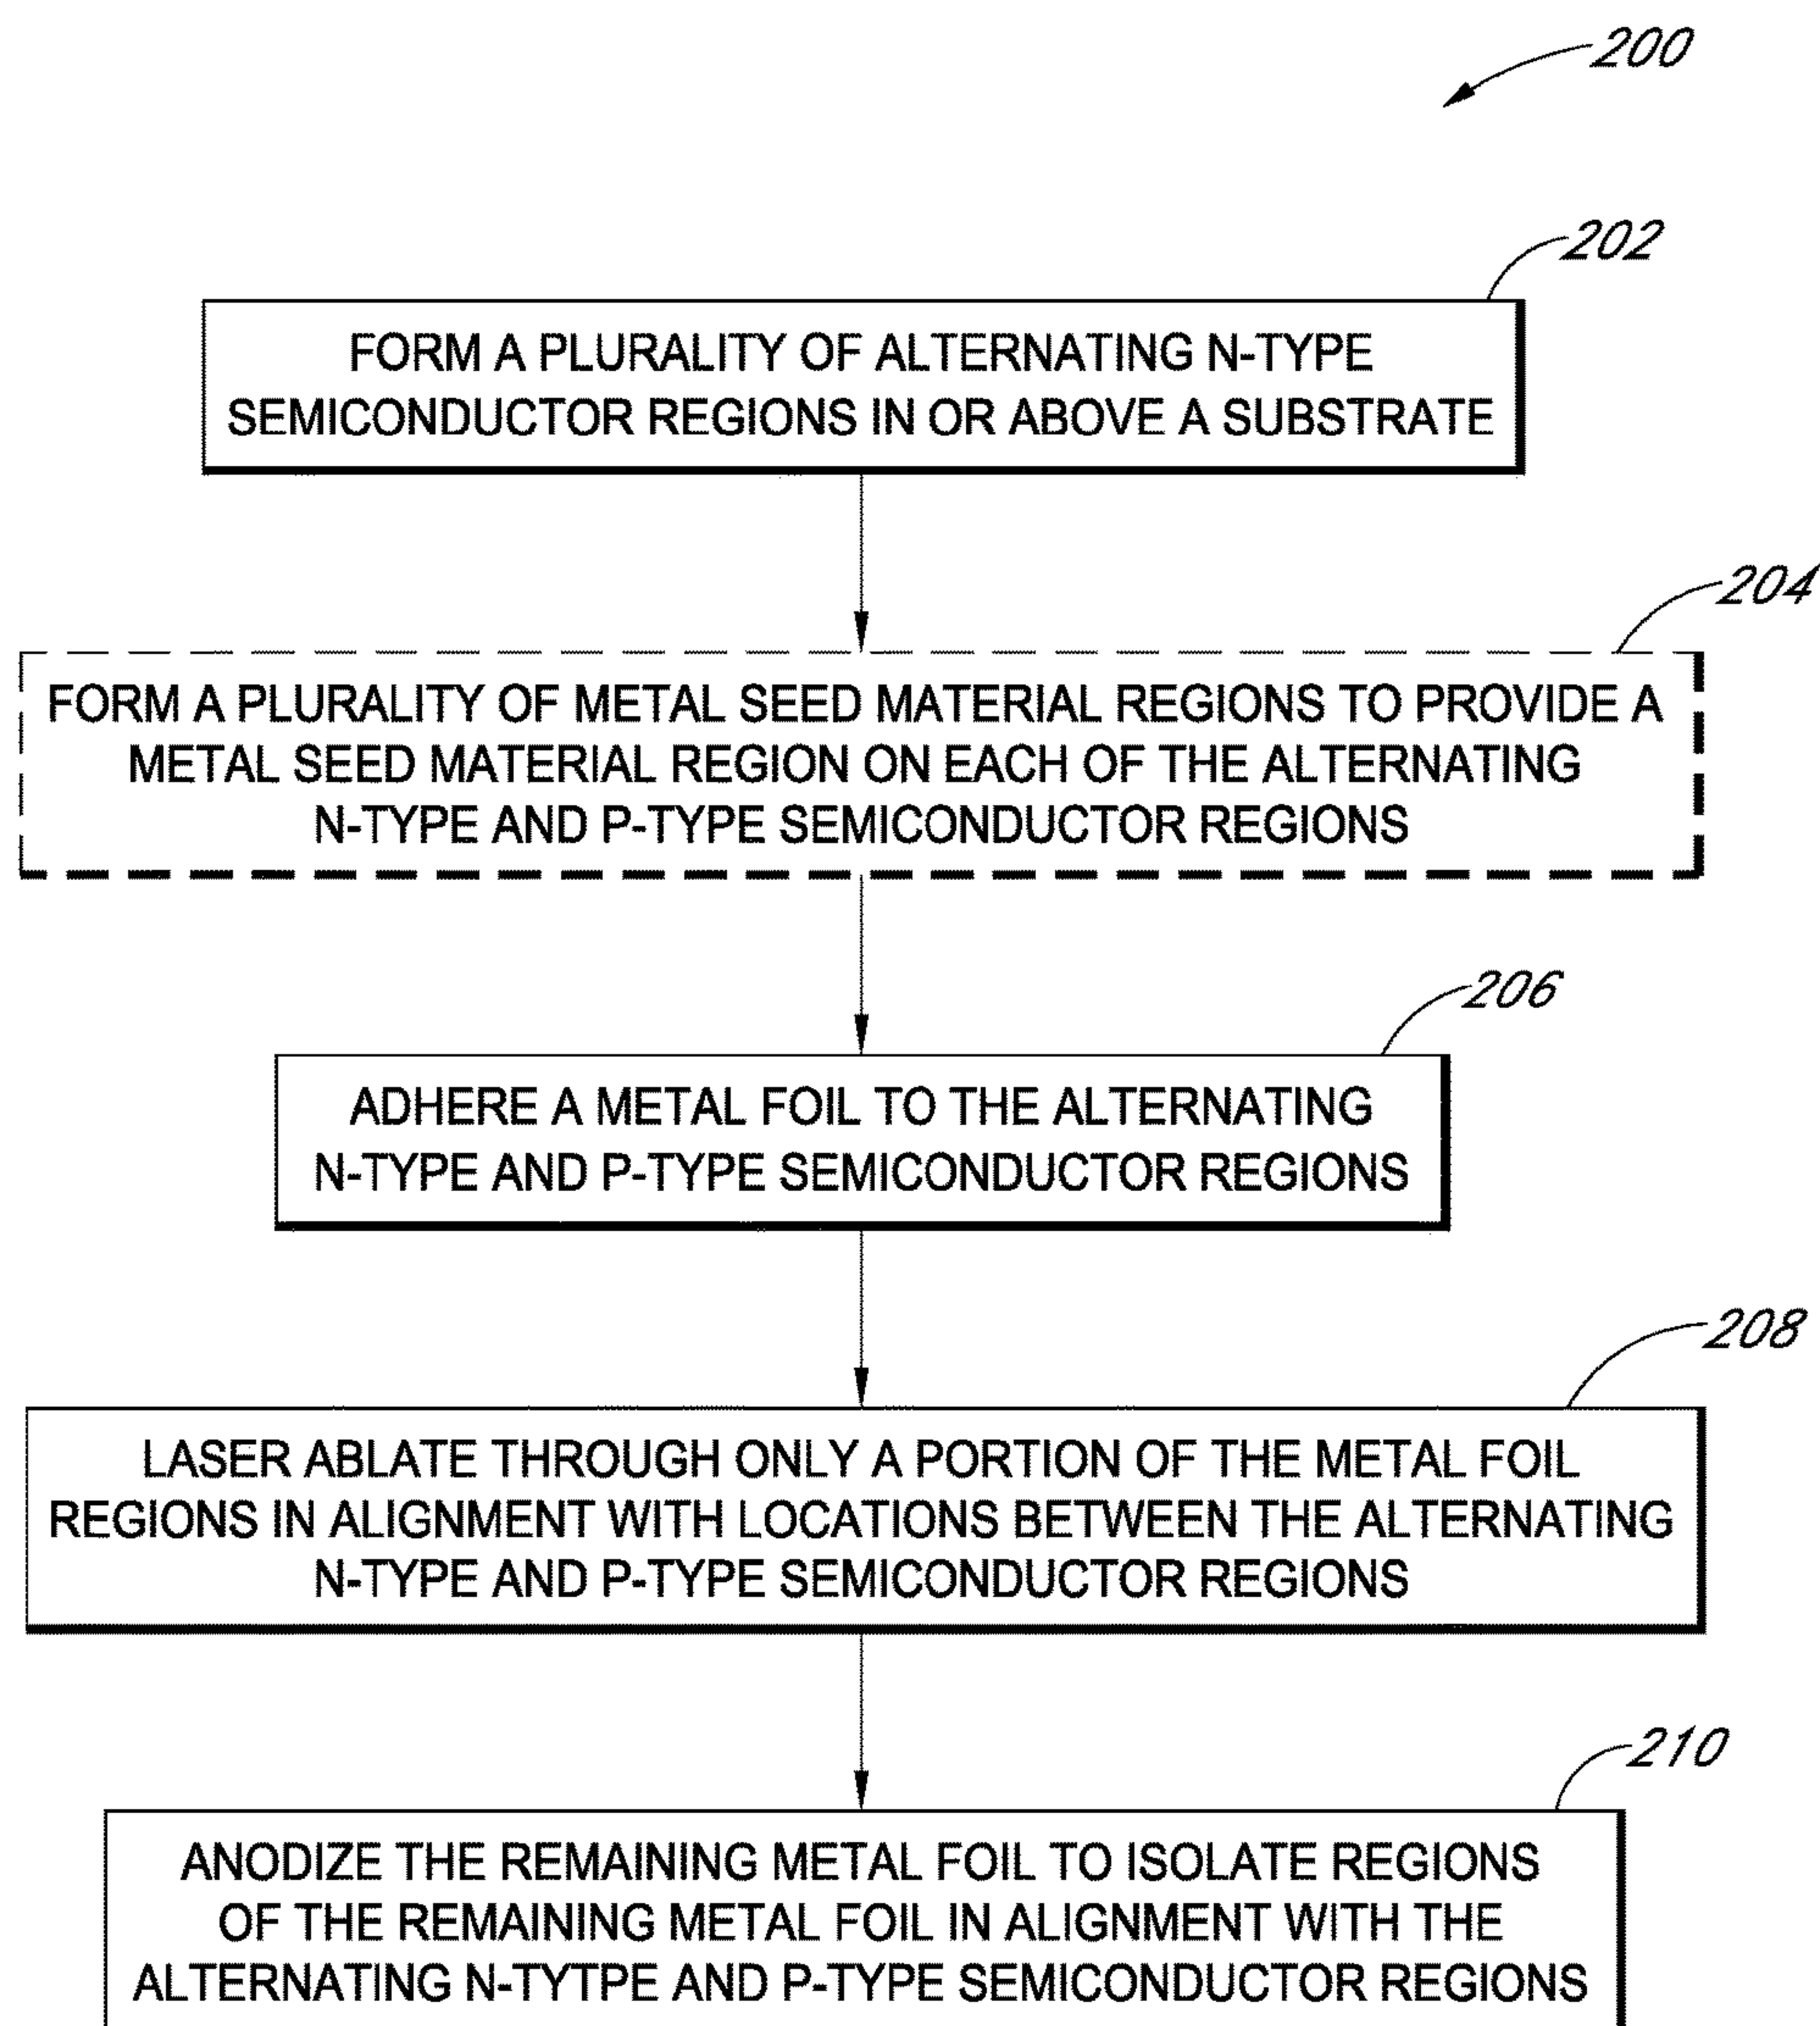 200
202
FORM A PLURALITY OF ALTERNATING N-TYPE
SEMICONDUCTOR REGIONS IN OR ABOVE A SUBSTRATE
204
FORM A PLURALITY OF METAL SEED MATERIAL REGIONS TO PROVIDE A
METAL SEED MATERIAL REGION ON EACH OF THE ALTERNATING
N-TYPE AND P-TYPE SEMICONDUCTOR REGIONS
206
ADHERE A METAL FOIL TO THE ALTERNATING
N-TYPE AND P-TYPE SEMICONDUCTOR REGIONS
208
LASER ABLATE THROUGH ONLY A PORTION OF THE METAL FOIL
REGIONS IN ALIGNMENT WITH LOCATIONS BETWEEN THE ALTERNATING
N-TYPE AND P-TYPE SEMICONDUCTOR REGIONS
210
ANODIZE THE REMAINING METAL FOIL TO ISOLATE REGIONS
OF THE REMAINING METAL FOIL IN ALIGNMENT WITH THE
ALTERNATING N-TYTPE AND P-TYPE SEMICONDUCTOR REGIONS